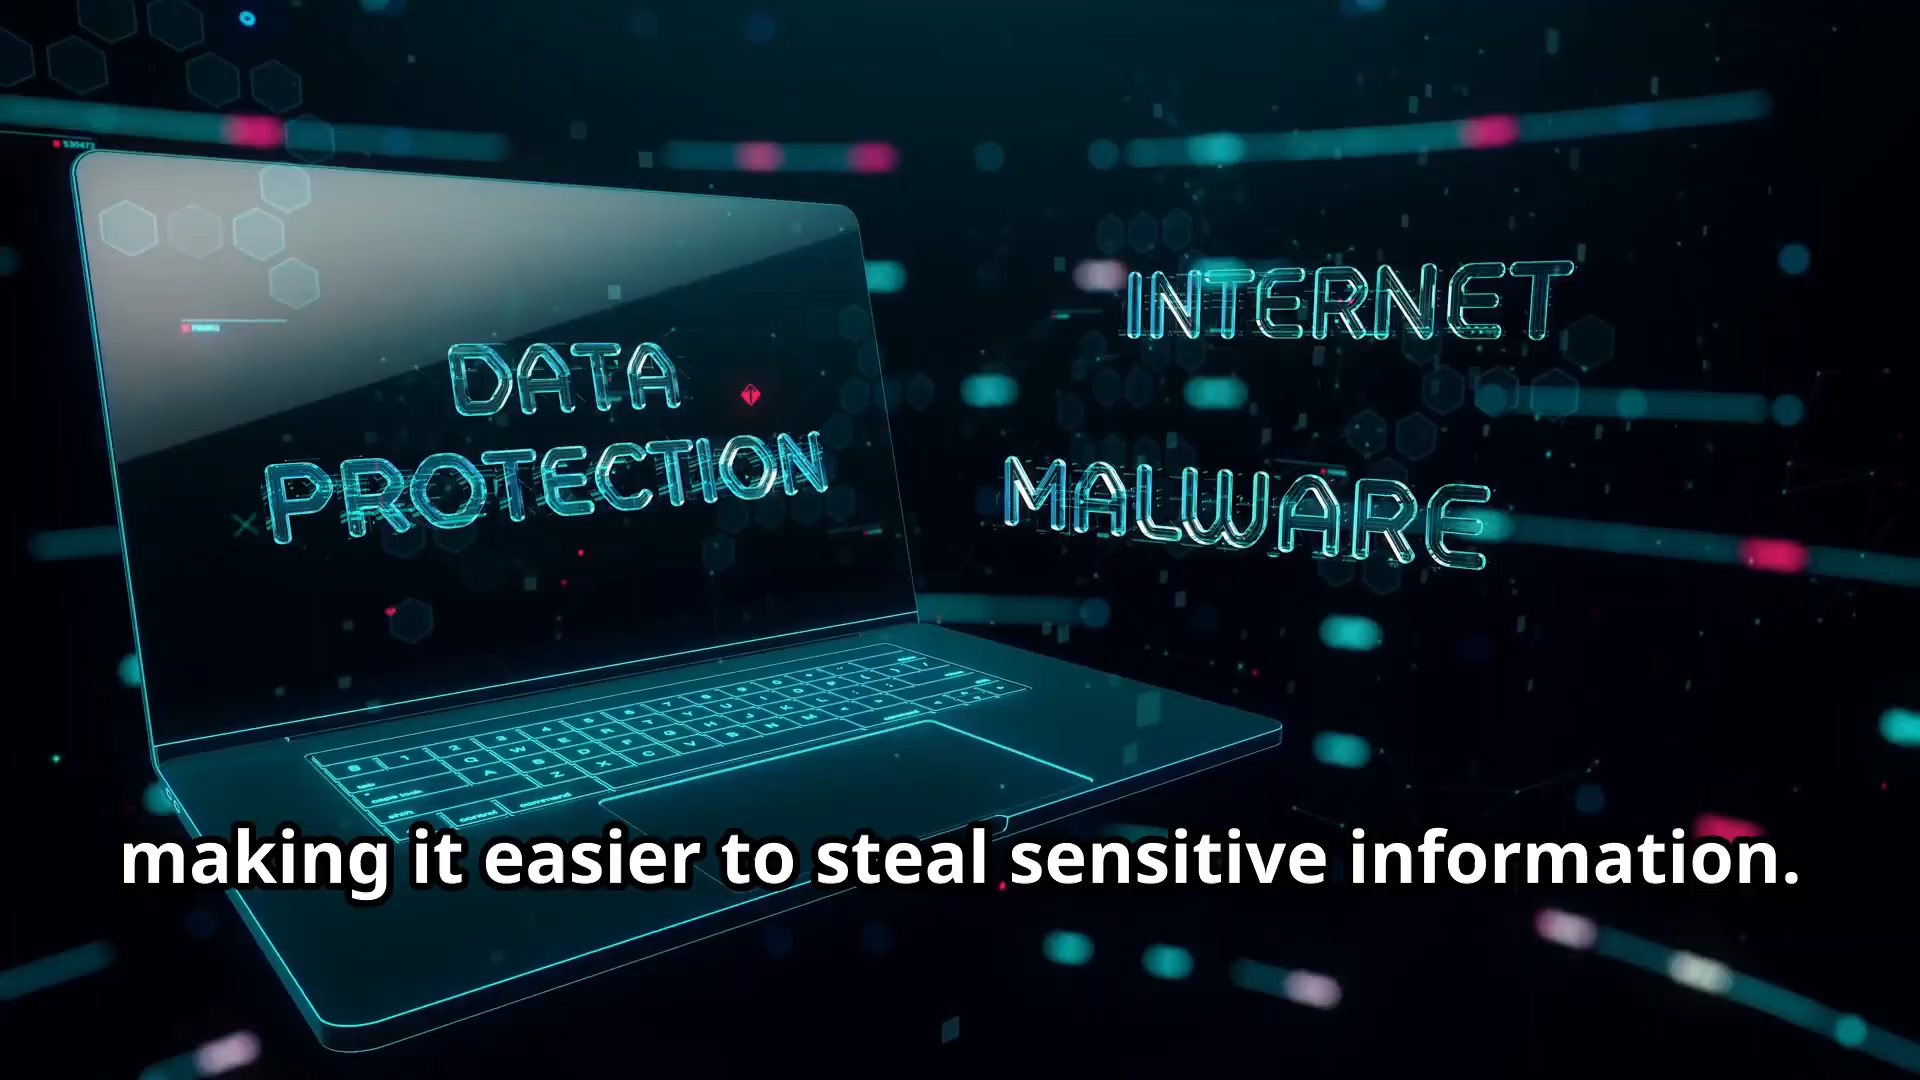 DATA
PROTECTION
INTERNET
MALWARE
making it easier to steal sensitive information.